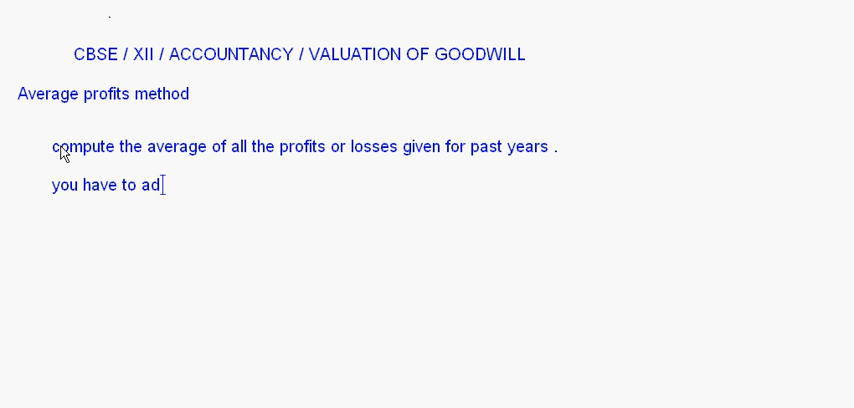 CBSE / XII / ACCOUNTANCY / VALUATION OF GOODWILL
Average profits method
compute the average of all the profits or losses given for past years .
you have to ad